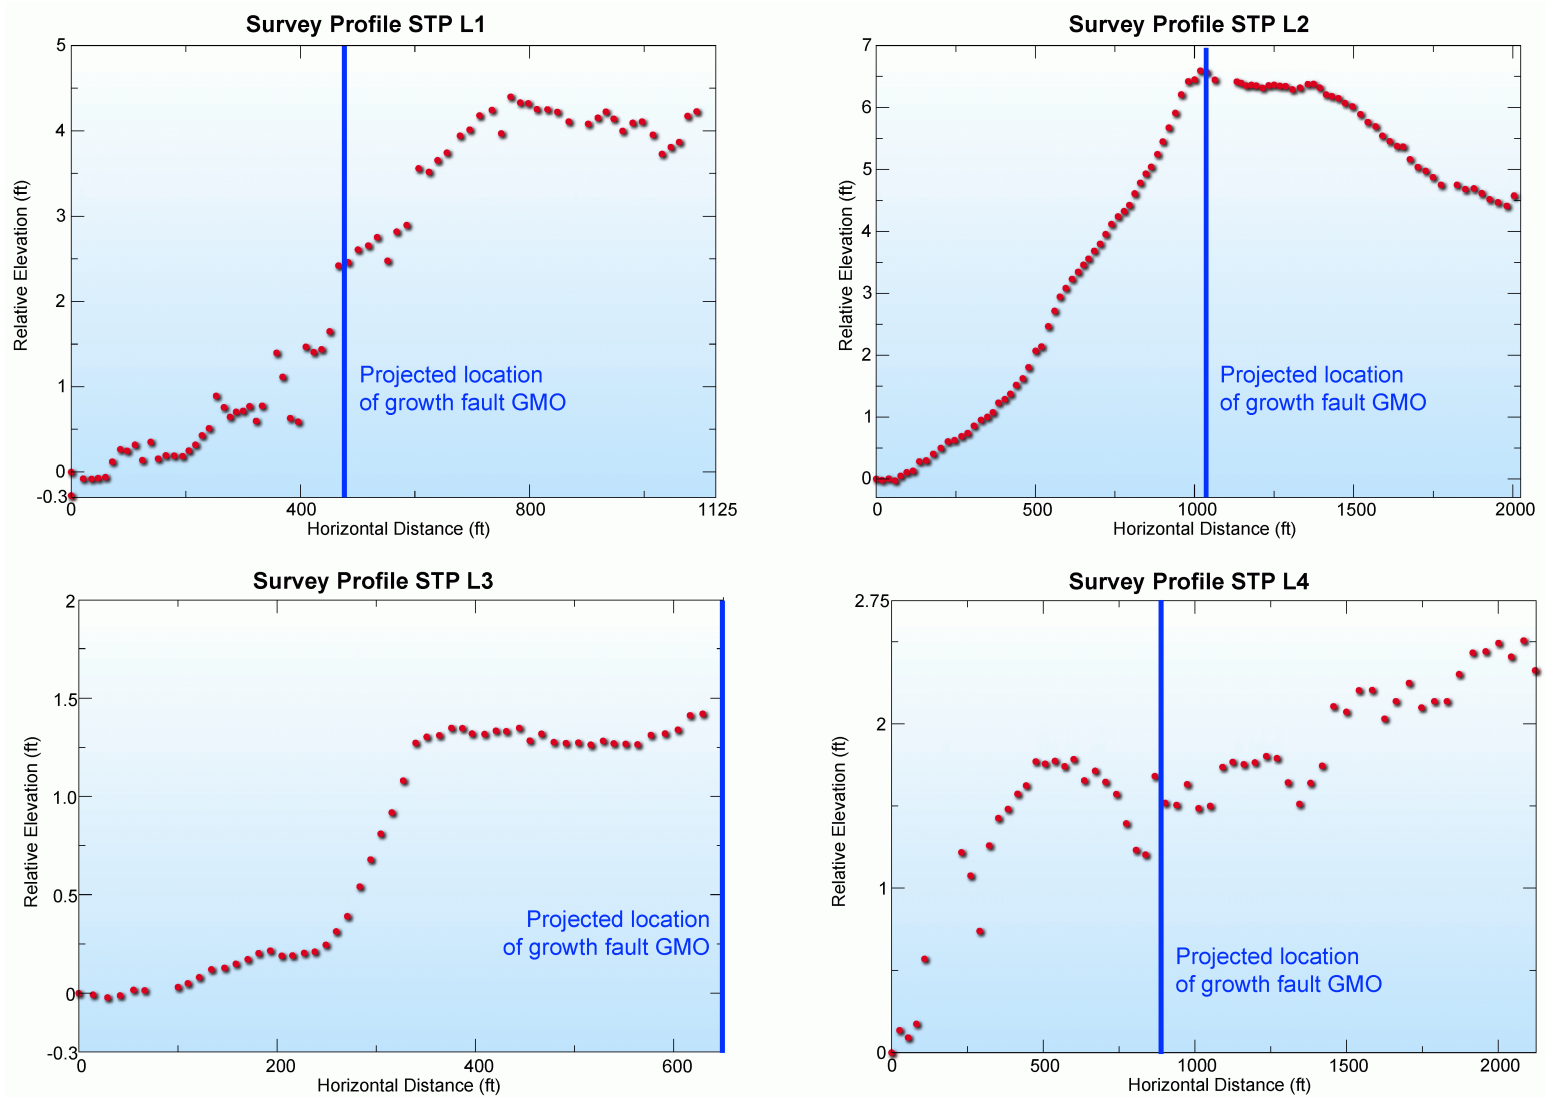 Survey Profile STP L1
5
4
3
2
1
0
-0.3
0
400
800
1125
Relative Elevation (ft)
Horizontal Distance (ft)
Projected location
of growth fault GMO
Survey Profile STP L2
7
6
5
4
3
2
1
0
0
500
1000
1500
2000
Relative Elevation (ft)
Horizontal Distance (ft)
Projected location
of growth fault GMO
Survey Profile STP L3
2
1.5
1.0
0.5
0
-0.3
0
200
400
600
Relative Elevation (ft)
Horizontal Distance (ft)
Projected location
of growth fault GMO
Survey Profile STP L4
2.75
2
1
0
0
500
1000
1500
2000
Relative Elevation (ft)
Horizontal Distance (ft)
Projected location
of growth fault GMO